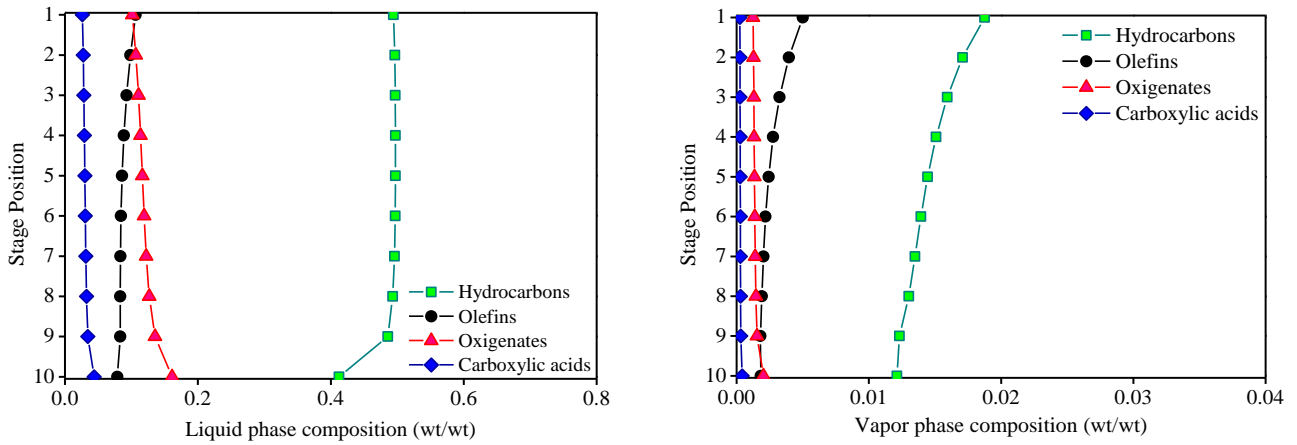 1
2
3
4
5
6
7
8
9
10
Stage Position
Hydrocarbons
Olefins
Oxigenates
Carboxylic acids
0.0 0.2 0.4 0.6 0.8
Liquid phase composition (wt/wt)
1
2
3
4
5
6
7
8
9
10
Stage Position
Hydrocarbons
Olefins
Oxigenates
Carboxylic acids
0.00 0.01 0.02 0.03 0.04
Vapor phase composition (wt/wt)